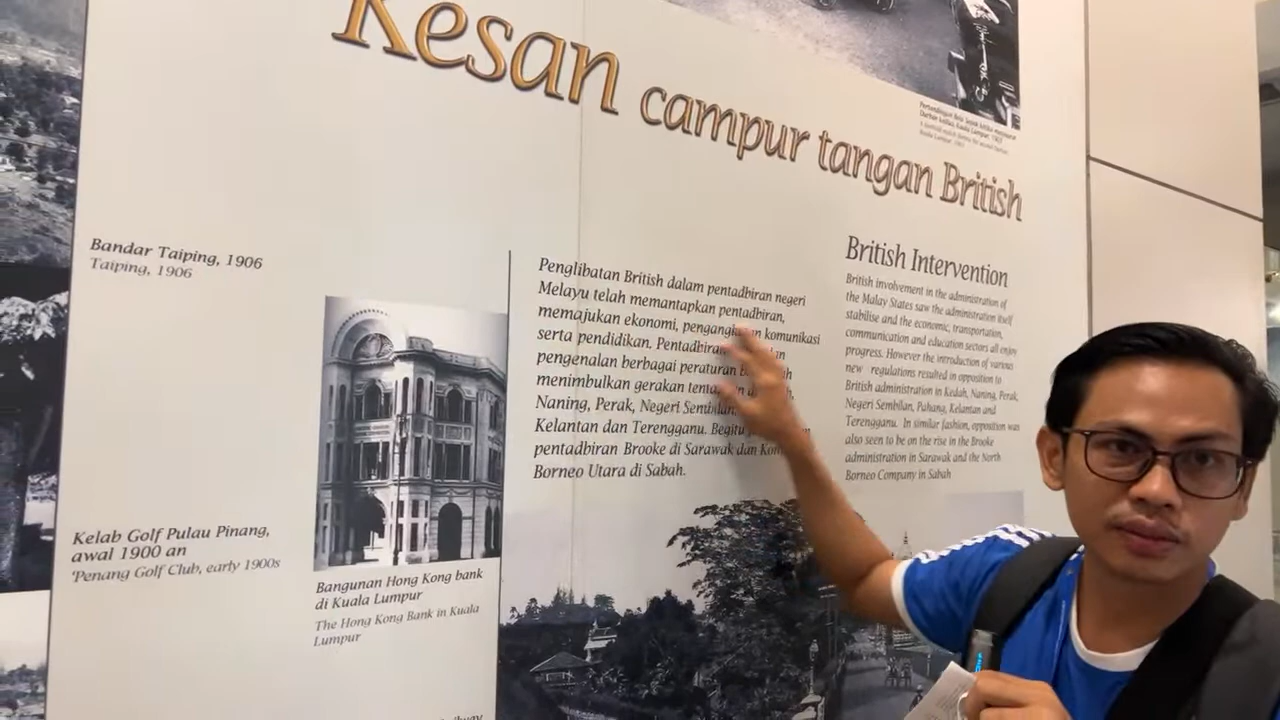 Kesan campur tangan British
Pertandingan
Kuala Lumpur, 1903
Kuala Lumpur, 1903
Bandar Taiping, 1906
Taiping, 1906
Penglibatan British dalam pentadbiran negeri
Melayu telah memantapkan pentadbiran,
memajukan ekonomi, komunikasi
serta pendidikan. Pentadbiran
pengenalan berbagai peraturan
menimbulkan gerakan
Naning, Perak, Negeri Sembilan,
Kelantan dan Terengganu.
pentadbiran Brooke di Sarawak dan
Borneo Utara di Sabah.
British Intervention
British involvement in the administration of
the Malay States saw the administration itself
stabilise and the economic, transportation,
communication and education sectors all enjoy
progress. However the introduction of various
new regulations resulted in opposition to
British administration in Kedah, Naning, Perak,
Negeri Sembilan, Pahang, Kelantan and
Terengganu. In similar fashion, opposition was
also seen to be on the rise in the Brooke
administration in Sarawak and the North
Borneo Company in Sabah
Kelab Golf Pulau Pinang,
awal 1900 an
'Penang Golf Club, early 1900s
Bangunan Hong Kong bank
di Kuala Lumpur
The Hong Kong Bank in Kuala
Lumpur